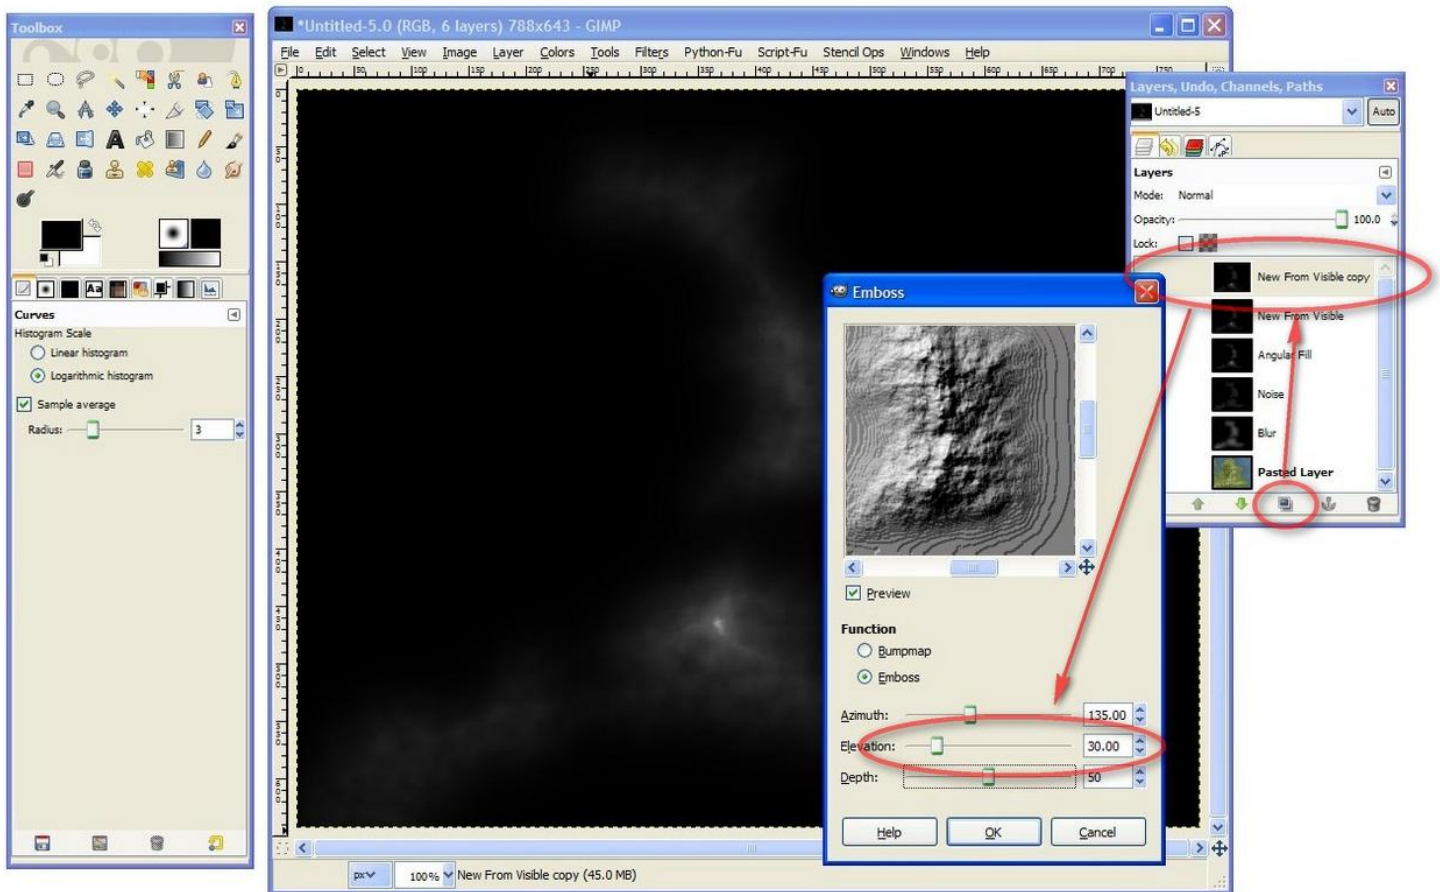 Toolbox
Curves
Histogram Scale
Linear histogram
Logarithmic histogram
Sample average
Radius: 3
*Untitled-5.0 (RGB, 6 layers) 788x643 - GIMP
File Edit Select View Image Layer Colors Tools Filters Python-Fu Script-Fu Stencil Ops Windows Help
px 100% New From Visible copy (45.0 MB)
Emboss
Preview
Function
Bumpmap
Emboss
Azimuth: 135.00
Elevation: 30.00
Depth: 50
Help OK Cancel
Layers, Undo, Channels, Paths
Untitled-5 Auto
Layers
Mode: Normal
Opacity: 100.0
Lock:
New From Visible copy
New From Visible
Angular Fill
Noise
Blur
Pasted Layer